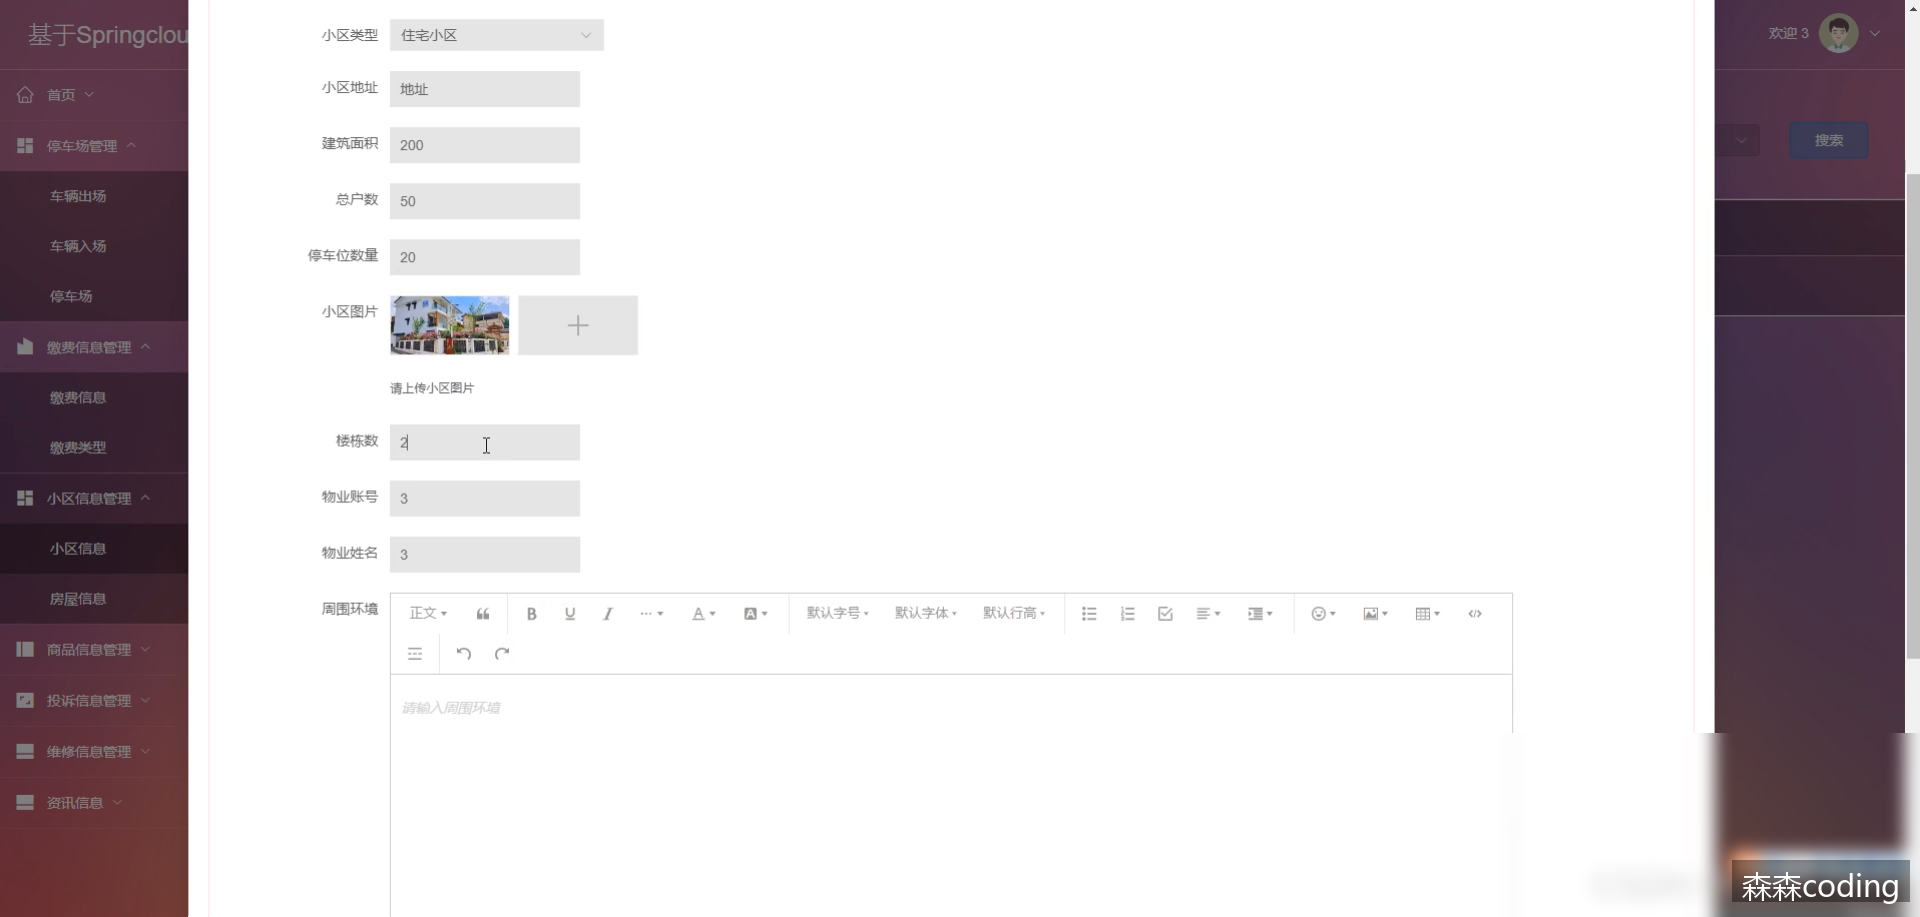 基于Springclou
欢迎 3
首页
停车场管理
车辆出场
车辆入场
停车场
缴费信息管理
缴费信息
缴费类型
小区信息管理
小区信息
房屋信息
商品信息管理
投诉信息管理
维修信息管理
资讯信息
搜索
小区类型 住宅小区
小区地址 地址
建筑面积 200
总户数 50
停车位数量 20
小区图片
请上传小区图片
楼栋数 2
物业账号 3
物业姓名 3
周围环境
正文 B U I A A 默认字号 默认字体 默认行高
请输入周围环境
森森coding